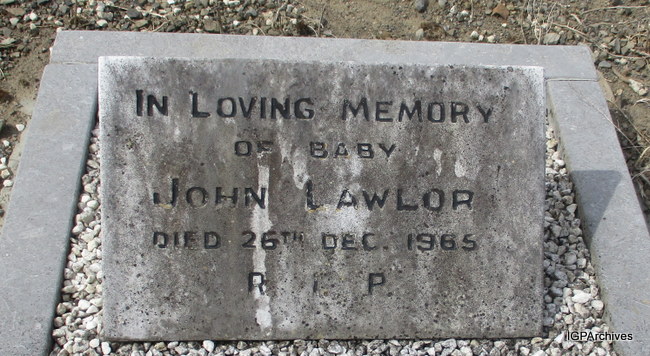 IN LOVING MEMORY
OF BABY
JOHN LAWLOR
DIED 26TH DEC. 1965
R. I. P.
IGPArchives